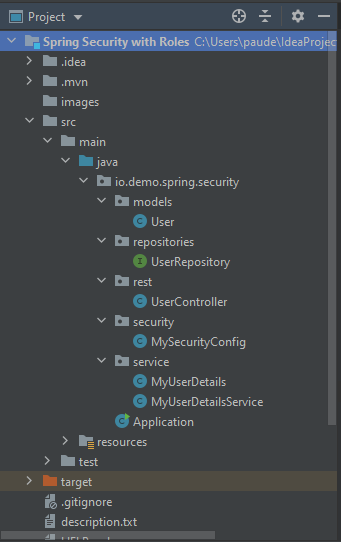 Project
Spring Security with Roles C:\Users\paude\IdeaProjec
.idea
.mvn
images
src
main
java
io.demo.spring.security
models
User
repositories
UserRepository
rest
UserController
security
MySecurityConfig
service
MyUserDetails
MyUserDetailsService
Application
resources
test
target
.gitignore
description.txt